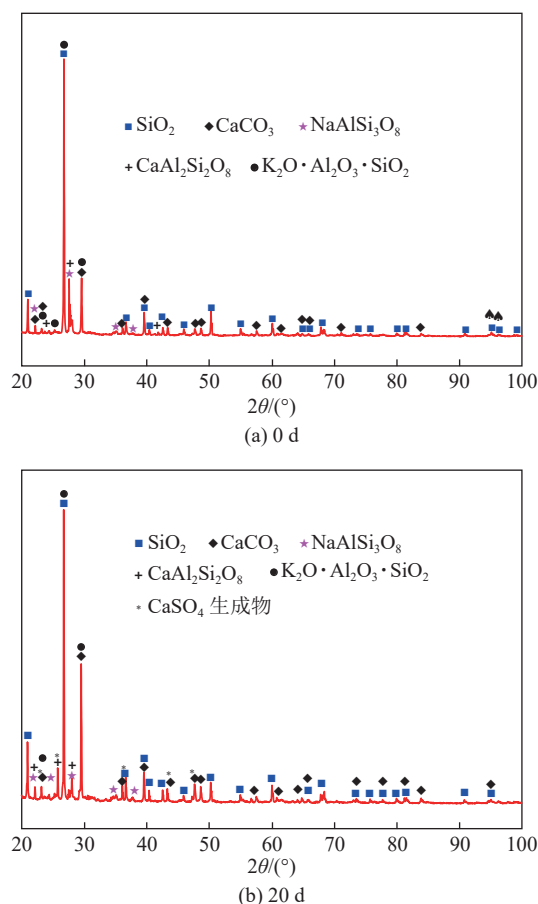 ■ SiO₂ ◆ CaCO₃ ★ NaAlSi₃O₈
+ CaAl₂Si₂O₈ ● K₂O·Al₂O₃·SiO₂
20 30 40 50 60 70 80 90 100
2θ/(°)
(a) 0 d
■ SiO₂ ◆ CaCO₃ ★ NaAlSi₃O₈
+ CaAl₂Si₂O₈ ● K₂O·Al₂O₃·SiO₂
* CaSO₄ 生成物
20 30 40 50 60 70 80 90 100
2θ/(°)
(b) 20 d